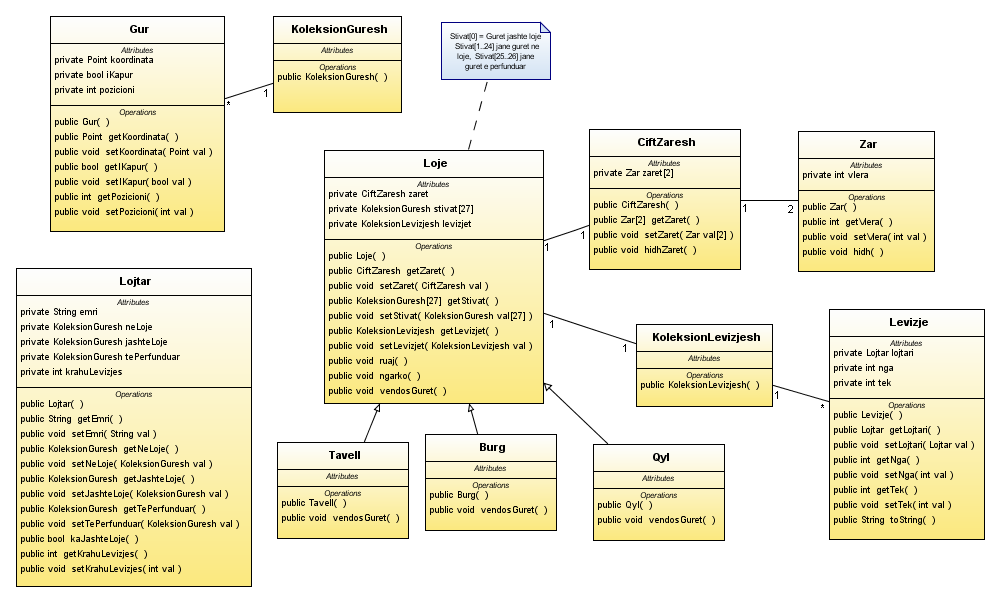 Gur
Attributes
private Point koordinata
private bool iKapur
private int pozicioni
Operations
public Gur( )
public Point getKoordinata( )
public void setKoordinata( Point val )
public bool getIKapur( )
public void setIKapur( bool val )
public int getPozicioni( )
public void setPozicioni( int val )
*
1
KoleksionGuresh
Attributes
Operations
public KoleksionGuresh( )
Stivat[0] = Guret jashte loje
Stivat[1..24] jane guret ne
loje, Stivat[25..26] jane
guret e perfunduar
Loje
Attributes
private CiftZaresh zaret
private KoleksionGuresh stivat[27]
private KoleksionLevizjesh levizjet
Operations
public Loje( )
public CiftZaresh getZaret( )
public void setZaret( CiftZaresh val )
public KoleksionGuresh[27] getStivat( )
public void setStivat( KoleksionGuresh val[27] )
public KoleksionLevizjesh getLevizjet( )
public void setLevizjet( KoleksionLevizjesh val )
public void ruaj( )
public void ngarko( )
public void vendosGuret( )
1
1
CiftZaresh
Attributes
private Zar zaret[2]
Operations
public CiftZaresh( )
public Zar[2] getZaret( )
public void setZaret( Zar val[2] )
public void hidhZaret( )
1
2
Zar
Attributes
private int vlera
Operations
public Zar( )
public int getVlera( )
public void setVlera( int val )
public void hidh( )
Lojtar
Attributes
private String emri
private KoleksionGuresh neLoje
private KoleksionGuresh jashteLoje
private KoleksionGuresh tePerfunduar
private int krahuLevizjes
Operations
public Lojtar( )
public String getEmri( )
public void setEmri( String val )
public KoleksionGuresh getNeLoje( )
public void setNeLoje( KoleksionGuresh val )
public KoleksionGuresh getJashteLoje( )
public void setJashteLoje( KoleksionGuresh val )
public KoleksionGuresh getTePerfunduar( )
public void setTePerfunduar( KoleksionGuresh val )
public bool kaJashteLoje( )
public int getKrahuLevizjes( )
public void setKrahuLevizjes( int val )
1
1
KoleksionLevizjesh
Attributes
Operations
public KoleksionLevizjesh( )
1
*
Levizje
Attributes
private Lojtar lojtari
private int nga
private int tek
Operations
public Levizje( )
public Lojtar getLojtari( )
public void setLojtari( Lojtar val )
public int getNga( )
public void setNga( int val )
public int getTek( )
public void setTek( int val )
public String toString( )
Tavell
Attributes
Operations
public Tavell( )
public void vendosGuret( )
Burg
Attributes
Operations
public Burg( )
public void vendosGuret( )
Qyl
Attributes
Operations
public Qyl( )
public void vendosGuret( )